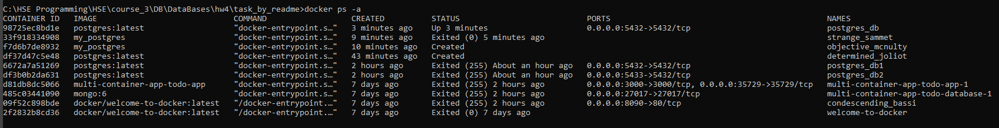 C:\HSE Programming\HSE\course_3\DB\DataBases\hw4\task_by_readme>docker ps -a
CONTAINER ID   IMAGE                             COMMAND                  CREATED          STATUS                         PORTS                                              NAMES
98725ec8bd1e   postgres:latest                   "docker-entrypoint.s…"   3 minutes ago    Up 3 minutes                   0.0.0.0:5432->5432/tcp                             postgres_db
33f918334908   my_postgres                       "docker-entrypoint.s…"   9 minutes ago    Exited (0) 5 minutes ago                                                          strange_sammet
f7d6b7de8932   my_postgres                       "docker-entrypoint.s…"   10 minutes ago   Created                                                                           objective_mcnulty
df37d47c5e48   postgres:latest                   "docker-entrypoint.s…"   43 minutes ago   Created                                                                           determined_joliot
6672a7a51269   postgres:latest                   "docker-entrypoint.s…"   2 hours ago      Exited (255) About an hour ago   0.0.0.0:5432->5432/tcp                           postgres_db1
df3b0b2da631   postgres:latest                   "docker-entrypoint.s…"   2 hours ago      Exited (255) About an hour ago   0.0.0.0:5433->5432/tcp                           postgres_db2
d81db8dc5066   multi-container-app-todo-app      "docker-entrypoint.s…"   7 days ago       Exited (255) 2 hours ago       0.0.0.0:3000->3000/tcp, 0.0.0.0:35729->35729/tcp   multi-container-app-todo-app-1
485c03441090   mongo:6                           "docker-entrypoint.s…"   7 days ago       Exited (255) 2 hours ago       0.0.0.0:27017->27017/tcp                           multi-container-app-todo-database-1
09f52c898bde   docker/welcome-to-docker:latest   "/docker-entrypoint.…"   7 days ago       Exited (255) 2 hours ago       0.0.0.0:8090->80/tcp                               condescending_bassi
2f2832b8cd36   docker/welcome-to-docker:latest   "/docker-entrypoint.…"   7 days ago       Exited (0) 7 days ago                                                             welcome-to-docker